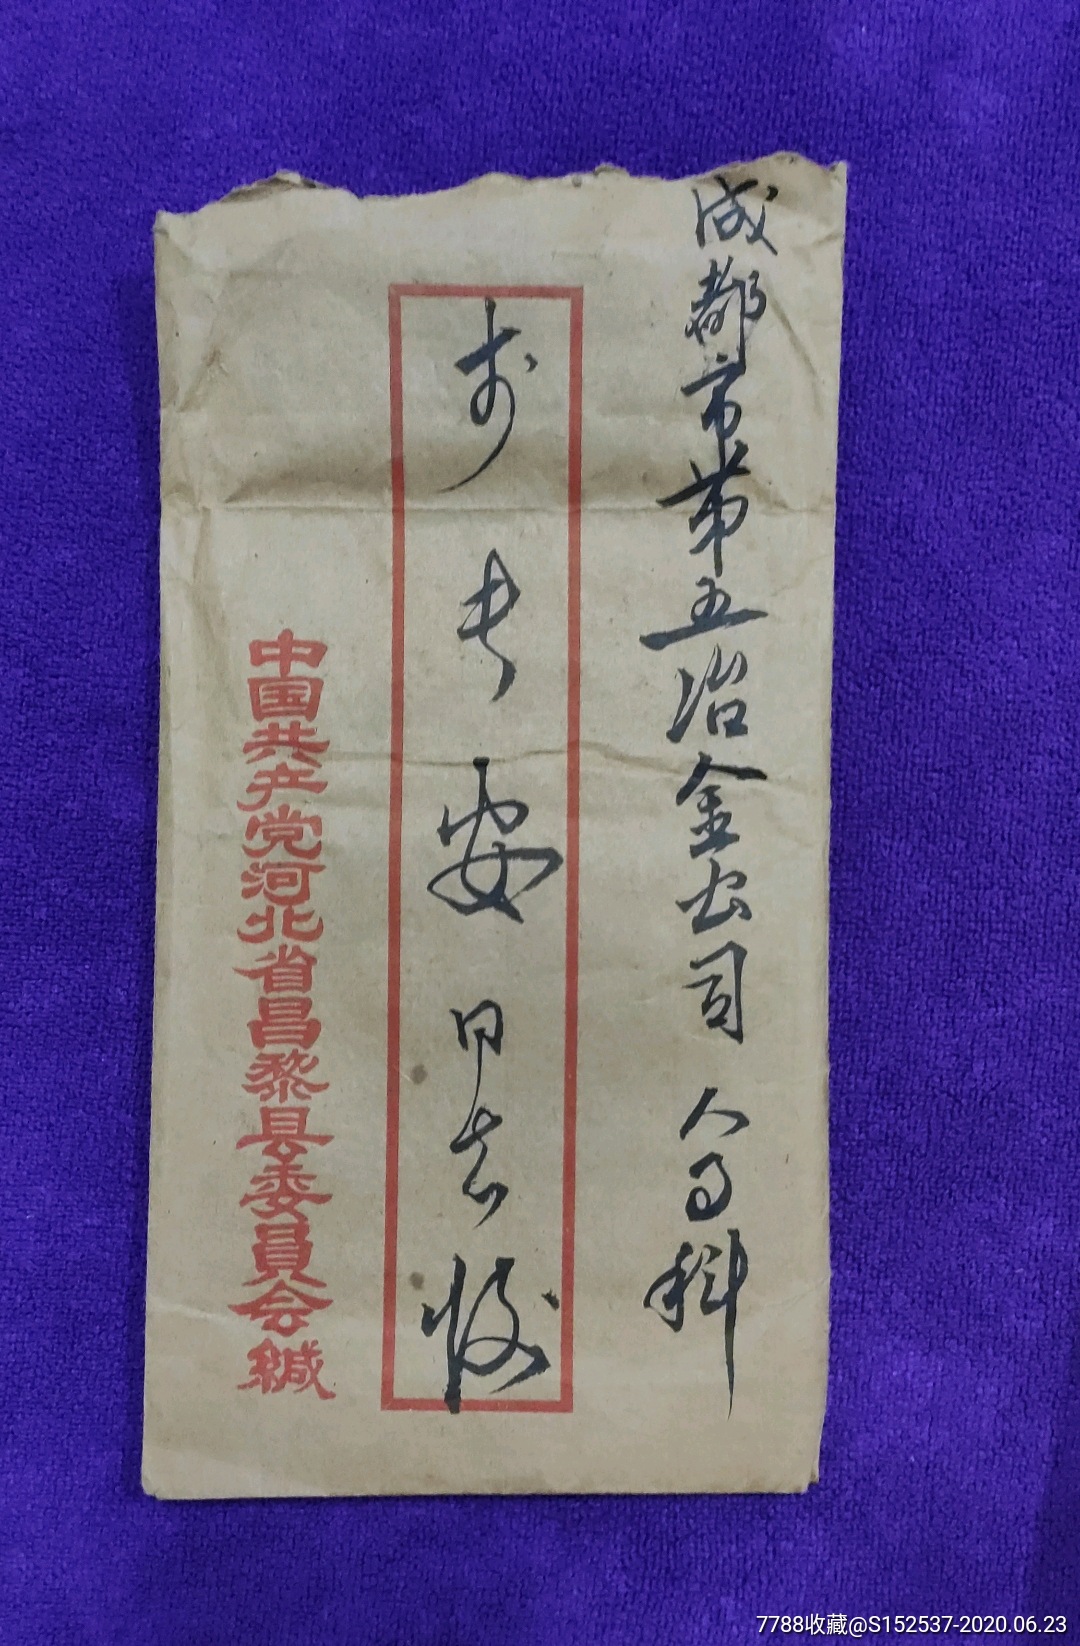 成都市第五冶金公司 人事科
长安同志收
中国共产党河北省昌黎县委員会缄
7788收藏@S152537-2020.06.23